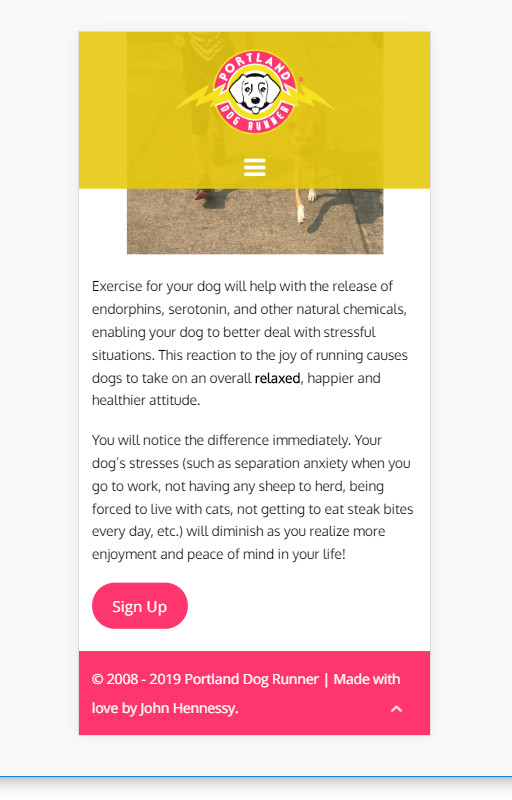 PORTLAND
DOG RUNNER
Exercise for your dog will help with the release of
endorphins, serotonin, and other natural chemicals,
enabling your dog to better deal with stressful
situations. This reaction to the joy of running causes
dogs to take on an overall relaxed, happier and
healthier attitude.
You will notice the difference immediately. Your
dog’s stresses (such as separation anxiety when you
go to work, not having any sheep to herd, being
forced to live with cats, not getting to eat steak bites
every day, etc.) will diminish as you realize more
enjoyment and peace of mind in your life!
Sign Up
© 2008 - 2019 Portland Dog Runner | Made with
love by John Hennessy.